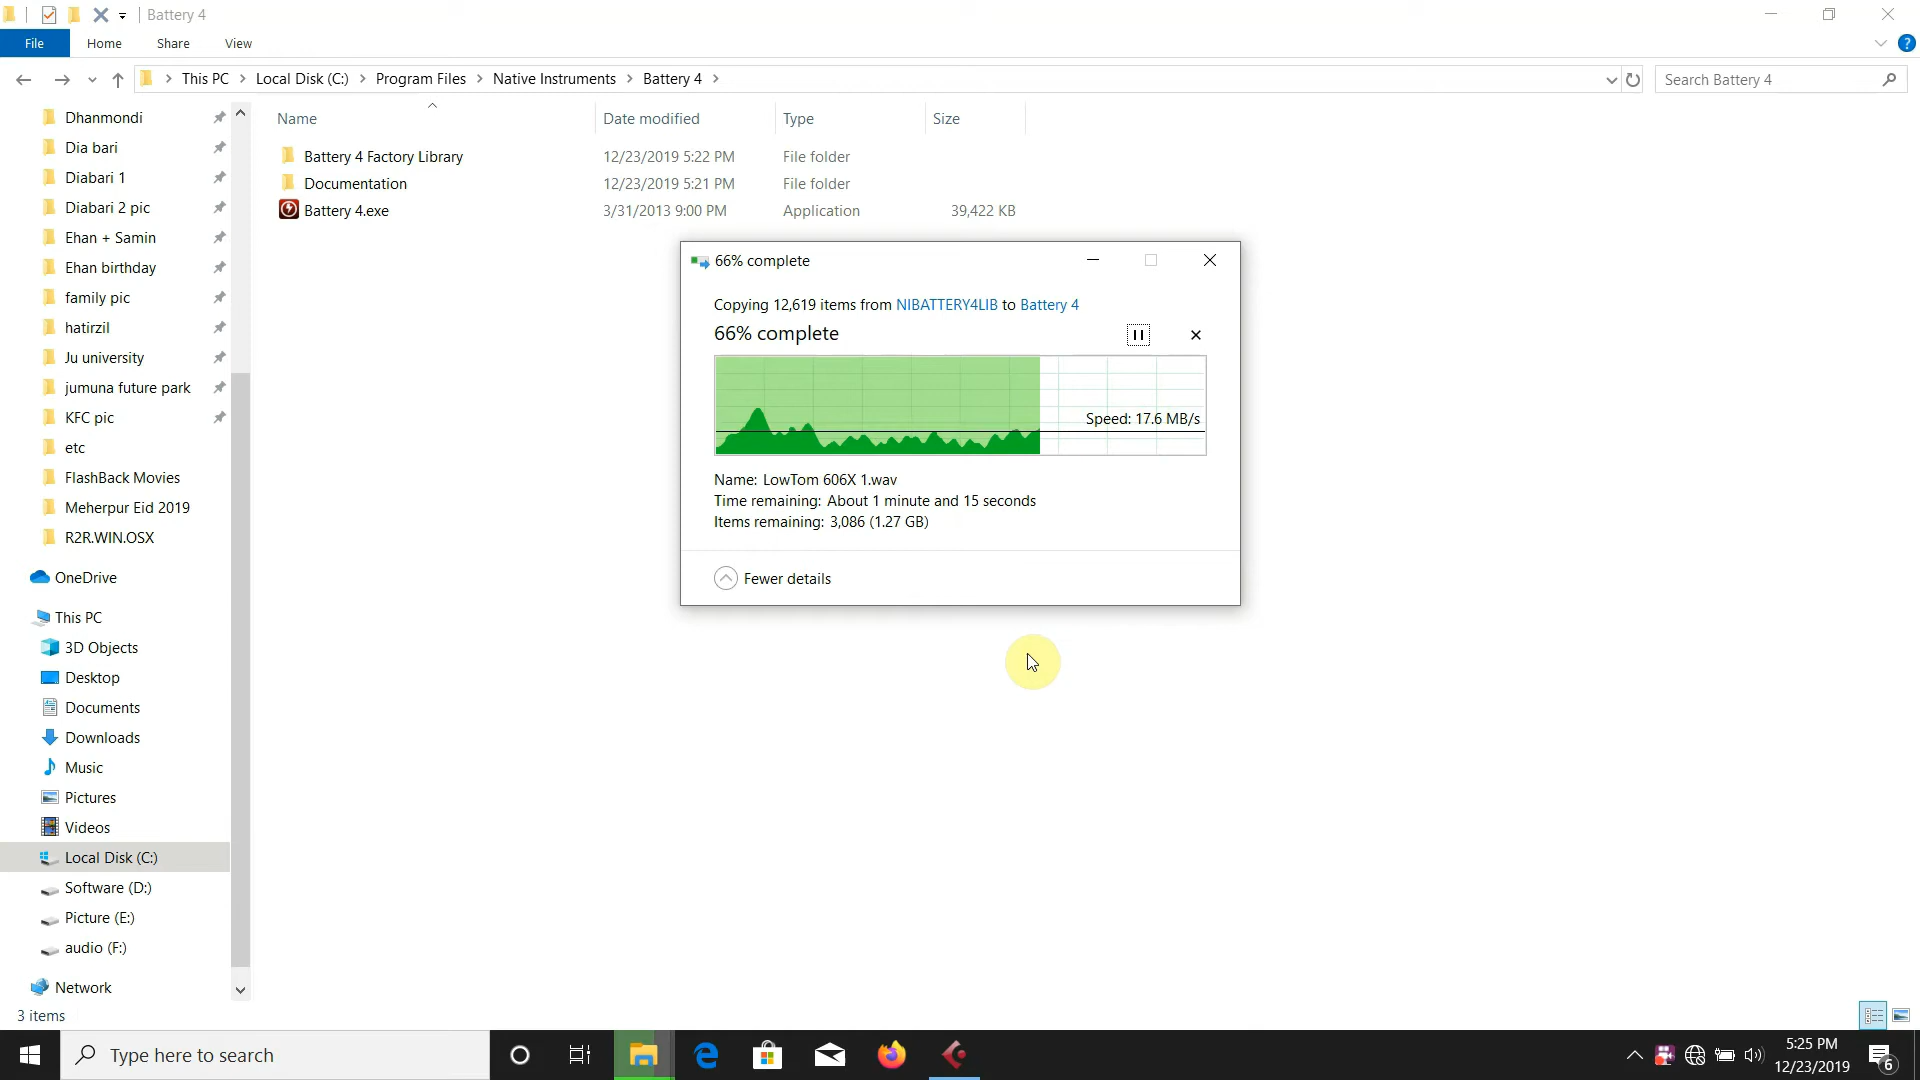 Battery 4
File Home Share View
This PC Local Disk (C:) Program Files Native Instruments Battery 4
Search Battery 4
Name Date modified Type Size
Battery 4 Factory Library 12/23/2019 5:22 PM File folder
Documentation 12/23/2019 5:21 PM File folder
Battery 4.exe 3/31/2013 9:00 PM Application 39,422 KB
Dhanmondi
Dia bari
Diabari 1
Diabari 2 pic
Ehan + Samin
Ehan birthday
family pic
hatirzil
Ju university
jumuna future park
KFC pic
etc
FlashBack Movies
Meherpur Eid 2019
R2R.WIN.OSX
OneDrive
This PC
3D Objects
Desktop
Documents
Downloads
Music
Pictures
Videos
Local Disk (C:)
Software (D:)
Picture (E:)
audio (F:)
Network
3 items
66% complete
Copying 12,619 items from NIBATTERY4LIB to Battery 4
66% complete
Speed: 17.6 MB/s
Name: LowTom 606X 1.wav
Time remaining: About 1 minute and 15 seconds
Items remaining: 3,086 (1.27 GB)
Fewer details
Type here to search
5:25 PM
12/23/2019
6